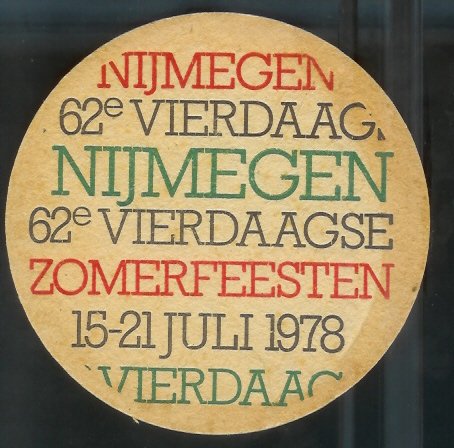 NIJMEGEN
62e VIERDAAG
NIJMEGEN
62e VIERDAAGSE
ZOMERFEESTEN
15-21 JULI 1978
VIERDAAG